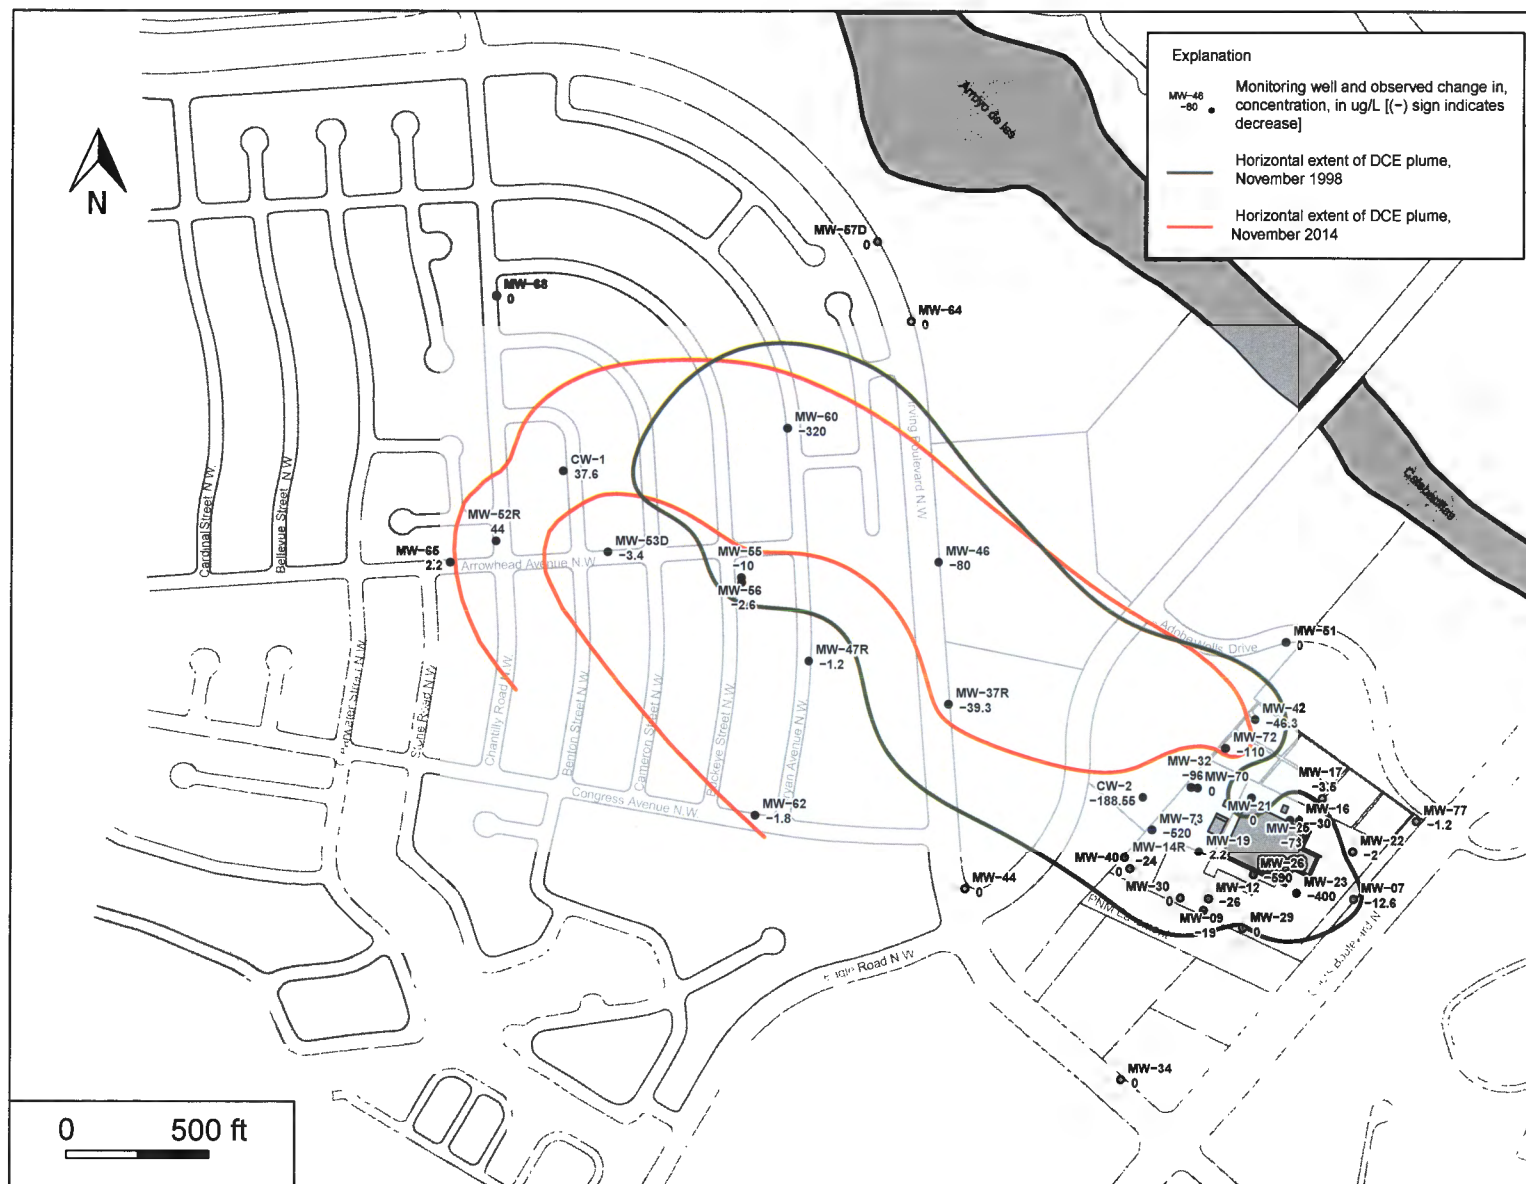 Explanation
MW-46
-80
Monitoring well and observed change in,
concentration, in ug/L [(-) sign indicates
decrease]
Horizontal extent of DCE plume,
November 1998
Horizontal extent of DCE plume,
November 2014
Arroyo de las
Calabacillas
N
MW-57D
0
MW-68
0
MW-64
0
MW-60
-320
Irving Boulevard N.W
CW-1
37.6
Cardinal Street N.W
Bellevue Street N.W
MW-52R
44
MW-65
2.2
Arrowhead Avenue N.W
MW-53D
-3.4
MW-55
-10
MW-56
-2.6
MW-46
-80
MW-51
0
Adobe Wells Drive
MW-47R
-1.2
MW-37R
-39.3
MW-42
-46.3
MW-72
-110
Chantilly Road N.W
Benton Street N.W
Cameron Street N.W
Buckeye Street N.W
Bryan Avenue N.W
Congress Avenue N.W
MW-62
-1.8
MW-32
-96
MW-70
0
MW-17
-3.5
CW-2
-188.55
MW-21
0
MW-16
-30
MW-77
-1.2
MW-73
-520
MW-25
-73
MW-14R
-24
MW-19
2.2
MW-22
-2
MW-40
0
MW-26
-590
MW-44
0
MW-30
0
MW-12
-26
MW-23
-400
MW-07
-12.6
MW-09
-19
MW-29
0
Road N.W
MW-34
0
0 500 ft